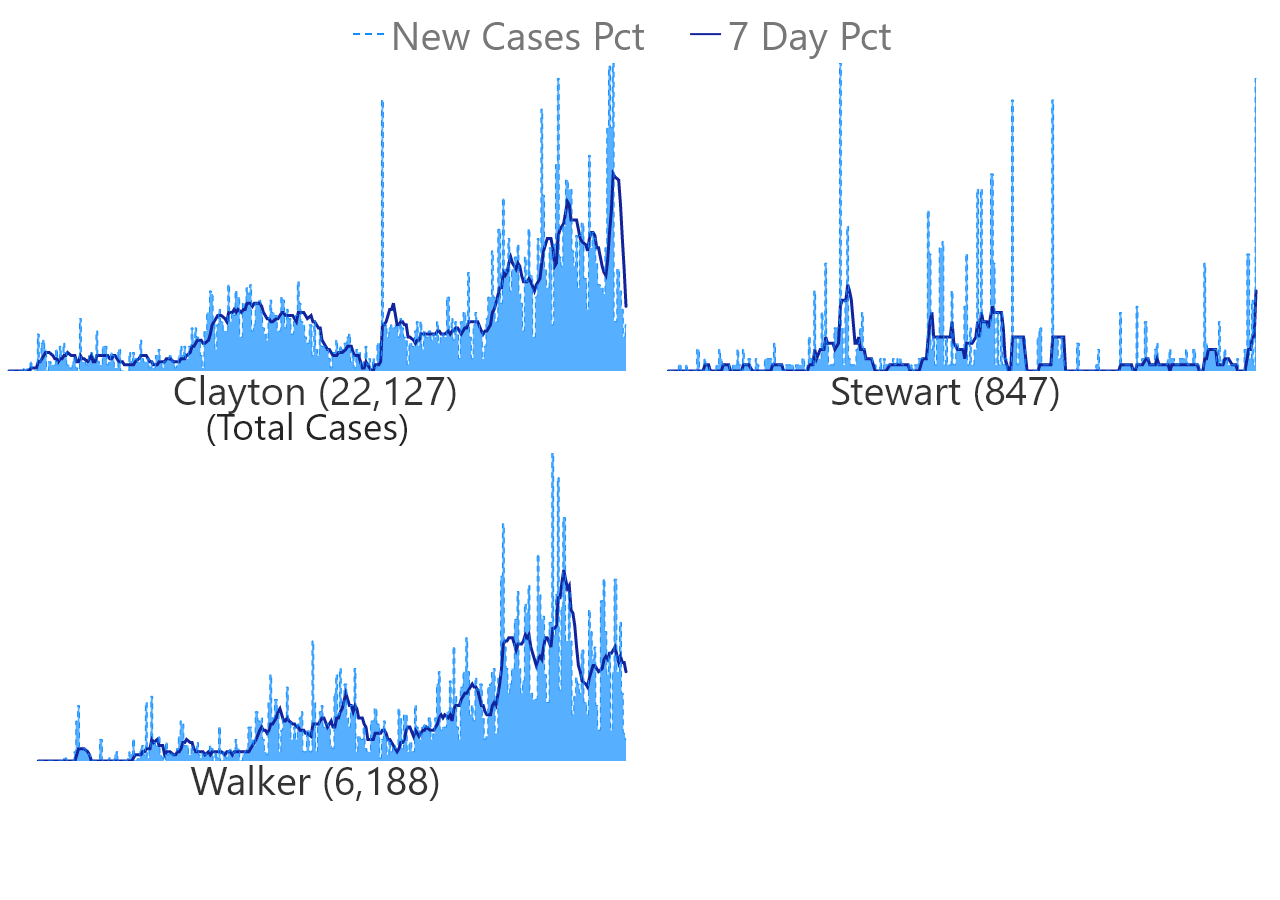 New Cases Pct 7 Day Pct
Clayton (22,127)
(Total Cases)
Stewart (847)
Walker (6,188)